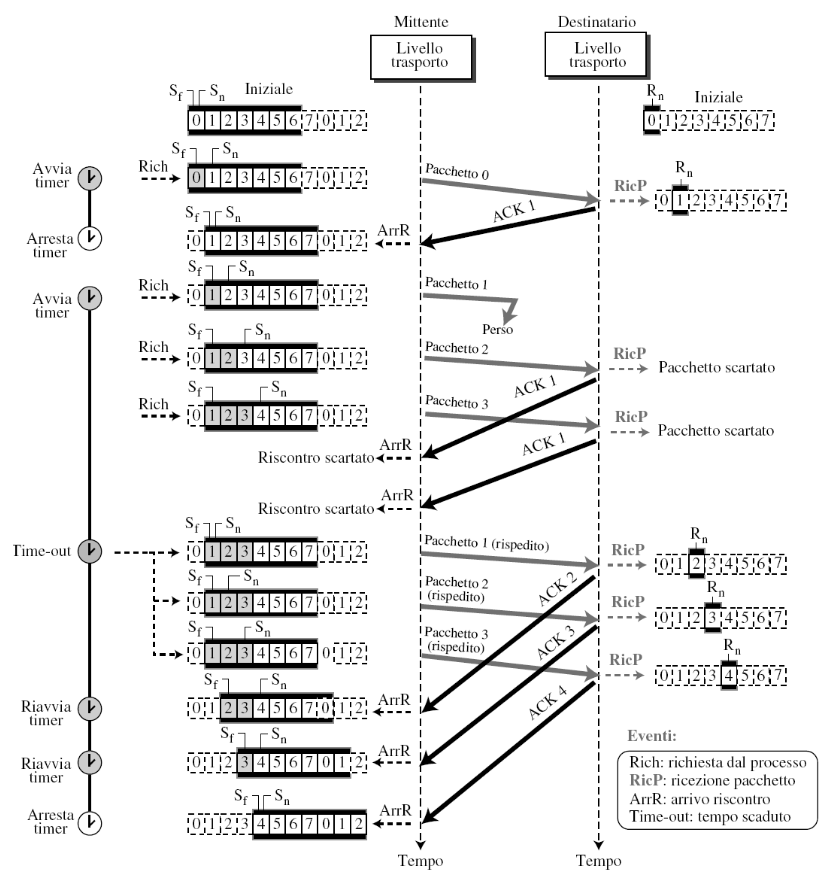 Mittente Destinatario
Livello trasporto Livello trasporto
Sf Sn Iniziale Rn Iniziale
0 1 2 3 4 5 6 7 0 1 2 0 1 2 3 4 5 6 7
Avvia timer Rich Sf Sn Pacchetto 0 RicP Rn
0 1 2 3 4 5 6 7 0 1 2 0 1 2 3 4 5 6 7
ACK 1
Arresta timer Sf Sn ArrR
0 1 2 3 4 5 6 7 0 1 2
Avvia timer Rich Sf Sn Pacchetto 1
0 1 2 3 4 5 6 7 0 1 2
Perso
Rich Sf Sn Pacchetto 2 RicP Pacchetto scartato
0 1 2 3 4 5 6 7 0 1 2
ACK 1
Rich Sf Sn Pacchetto 3 RicP Pacchetto scartato
0 1 2 3 4 5 6 7 0 1 2
ACK 1
Riscontro scartato ArrR
Riscontro scartato ArrR
Time-out Sf Sn Pacchetto 1 (rispedito) RicP Rn
0 1 2 3 4 5 6 7 0 1 2 0 1 2 3 4 5 6 7
ACK 2
Sf Sn Pacchetto 2 (rispedito) RicP Rn
0 1 2 3 4 5 6 7 0 1 2 0 1 2 3 4 5 6 7
ACK 3
Sf Sn Pacchetto 3 (rispedito) RicP Rn
0 1 2 3 4 5 6 7 0 1 2 0 1 2 3 4 5 6 7
ACK 4
Riavvia timer Sf Sn ArrR
0 1 2 3 4 5 6 7 0 1 2
Riavvia timer Sf Sn ArrR
0 1 2 3 4 5 6 7 0 1 2
Arresta timer Sf Sn ArrR
0 1 2 3 4 5 6 7 0 1 2
Eventi:
Rich: richiesta dal processo
RicP: ricezione pacchetto
ArrR: arrivo riscontro
Time-out: tempo scaduto
Tempo Tempo